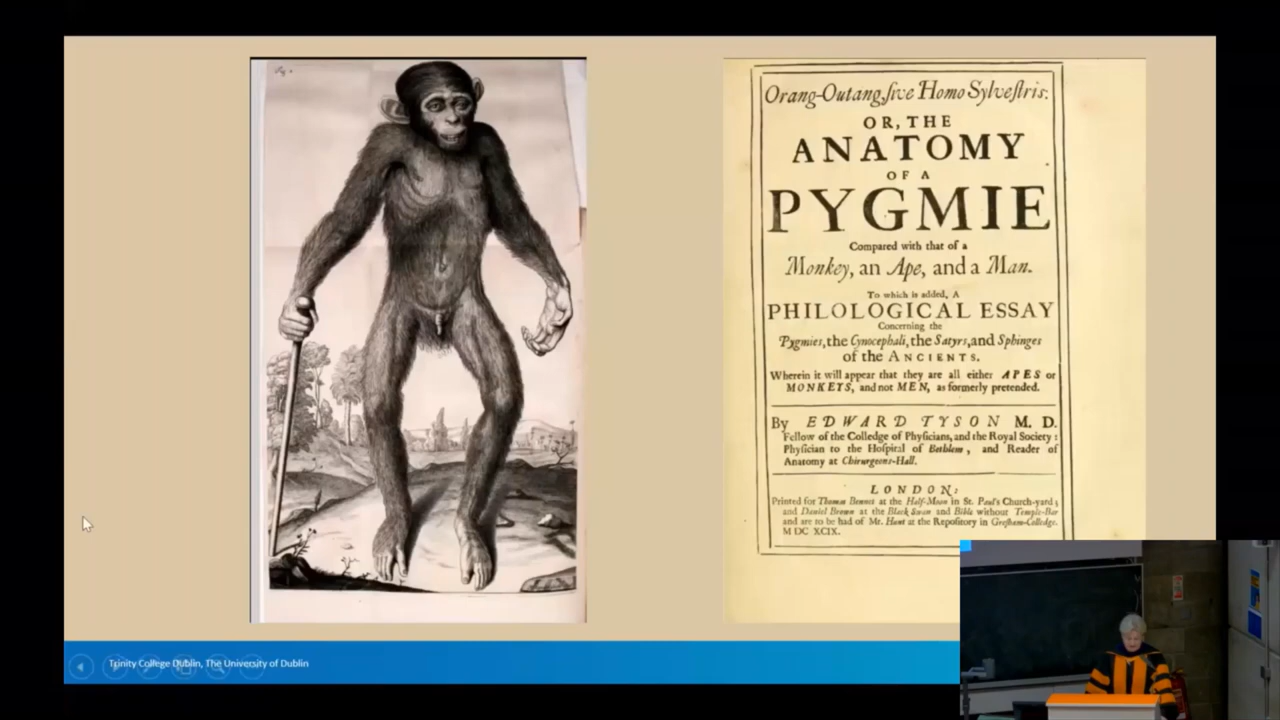 Orang-Outang, ſive Homo Sylveſtris:
OR, THE
ANATOMY
OF A
PYGMIE
Compared with that of a
Monkey, an Ape, and a Man.
To which is added, A
PHILOLOGICAL ESSAY
Concerning the
Pygmies, the Cynocephali, the Satyrs, and Sphinges
of the ANCIENTS.
Wherein it will appear that they are all either APES or
MONKEYS, and not MEN, as formerly pretended.
By EDWARD TYSON M. D.
Fellow of the Colledge of Phyſicians, and the Royal Society:
Phyſician to the Hoſpital of Bethlem, and Reader of
Anatomy at Chirurgeons-Hall.
LONDON:
Printed for Thomas Bennet at the Half-Moon in St. Paul's Church-yard;
and Daniel Brown at the Black Swan and Bible without Temple-Bar
and are to be had of Mr. Hunt at the Repoſitory in Greſham-Colledge.
M DC XCIX.
Trinity College Dublin, The University of Dublin